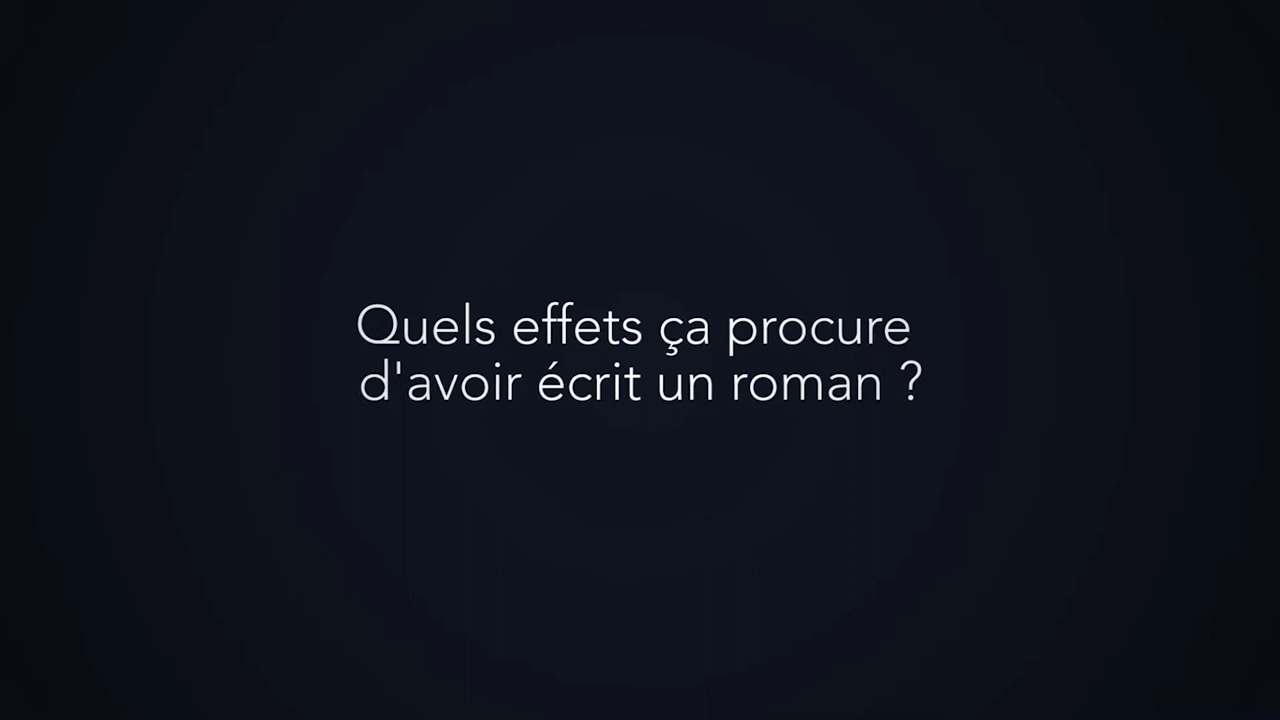 Quels effets ça procure
d'avoir écrit un roman ?